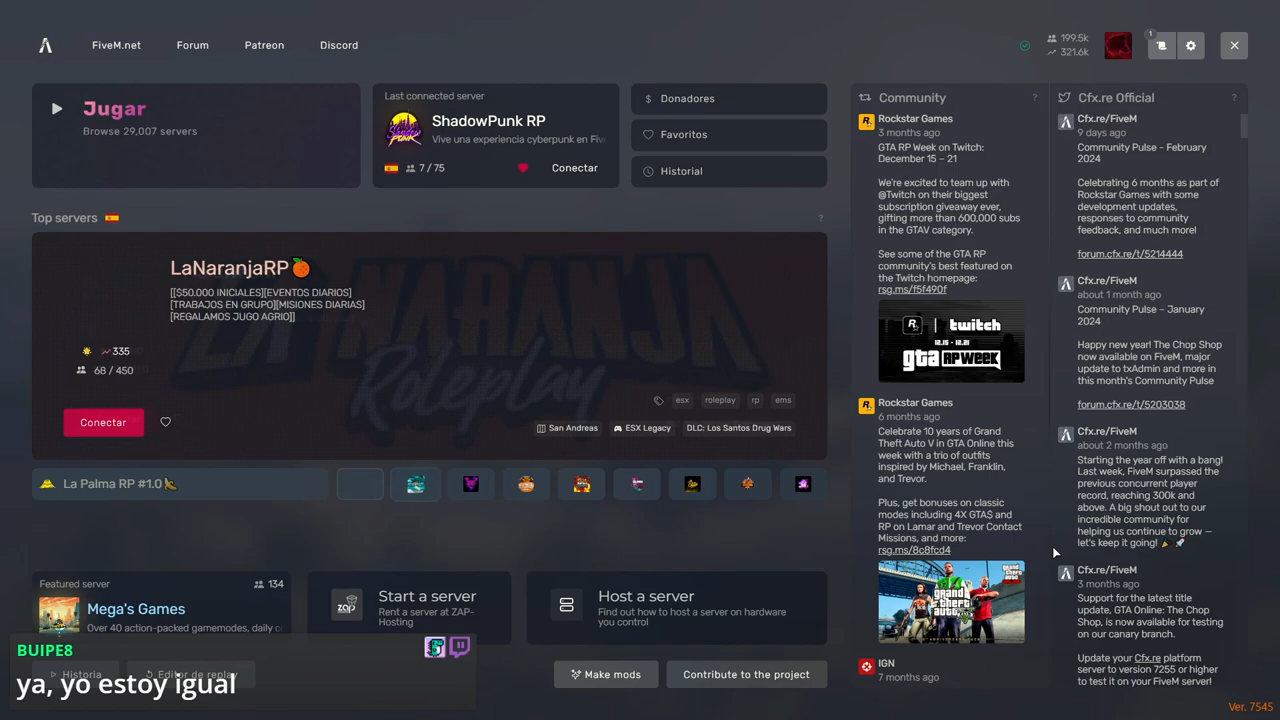 FiveM.net
Forum
Patreon
Discord
199.5k
321.6k
1
Jugar
Browse 29,007 servers
Last connected server
ShadowPunk RP
Vive una experiencia cyberpunk en Five
7 / 75
Conectar
$ Donadores
Favoritos
Historial
Top servers
?
LaNaranjaRP🍊
[[$50.000 INICIALES][EVENTOS DIARIOS]
[TRABAJOS EN GRUPO][MISIONES DIARIAS]
[REGALAMOS JUGO AGRIO]]
LA NARANJA
Roleplay
335
68 / 450
Conectar
esx
roleplay
rp
ems
San Andreas
ESX Legacy
DLC: Los Santos Drug Wars
La Palma RP #1.0
Featured server
134
Mega's Games
Over 40 action-packed gamemodes, daily c
ZAP
Start a server
Rent a server at ZAP-
Hosting
Host a server
Find out how to host a server on hardware
you control
Historia
Editor de replay
Make mods
Contribute to the project
BUIPE8
ya, yo estoy igual
Community
?
Rockstar Games
3 months ago
GTA RP Week on Twitch:
December 15 – 21
We're excited to team up with
@Twitch on their biggest
subscription giveaway ever,
gifting more than 600,000 subs
in the GTAV category.
See some of the GTA RP
community's best featured on
the Twitch homepage:
rsg.ms/f5f490f
R | twitch
12.15 - 12.21
gta RP WEEK
Rockstar Games
6 months ago
Celebrate 10 years of Grand
Theft Auto V in GTA Online this
week with a trio of outfits
inspired by Michael, Franklin,
and Trevor.
Plus, get bonuses on classic
modes including 4X GTA$ and
RP on Lamar and Trevor Contact
Missions, and more:
rsg.ms/8c8fcd4
grand
theft
auto
IGN
7 months ago
Cfx.re Official
?
Cfx.re/FiveM
9 days ago
Community Pulse - February
2024
Celebrating 6 months as part of
Rockstar Games with some
development updates,
responses to community
feedback, and much more!
forum.cfx.re/t/5214444
Cfx.re/FiveM
about 1 month ago
Community Pulse – January
2024
Happy new year! The Chop Shop
now available on FiveM, major
update to txAdmin and more in
this month's Community Pulse
forum.cfx.re/t/5203038
Cfx.re/FiveM
about 2 months ago
Starting the year off with a bang!
Last week, FiveM surpassed the
previous concurrent player
record, reaching 300k and
above. A big shout out to our
incredible community for
helping us continue to grow —
let's keep it going! 🎉 🚀
Cfx.re/FiveM
3 months ago
Support for the latest title
update, GTA Online: The Chop
Shop, is now available for testing
on our canary branch.
Update your Cfx.re platform
server to version 7255 or higher
to test it on your FiveM server!
Ver. 7545